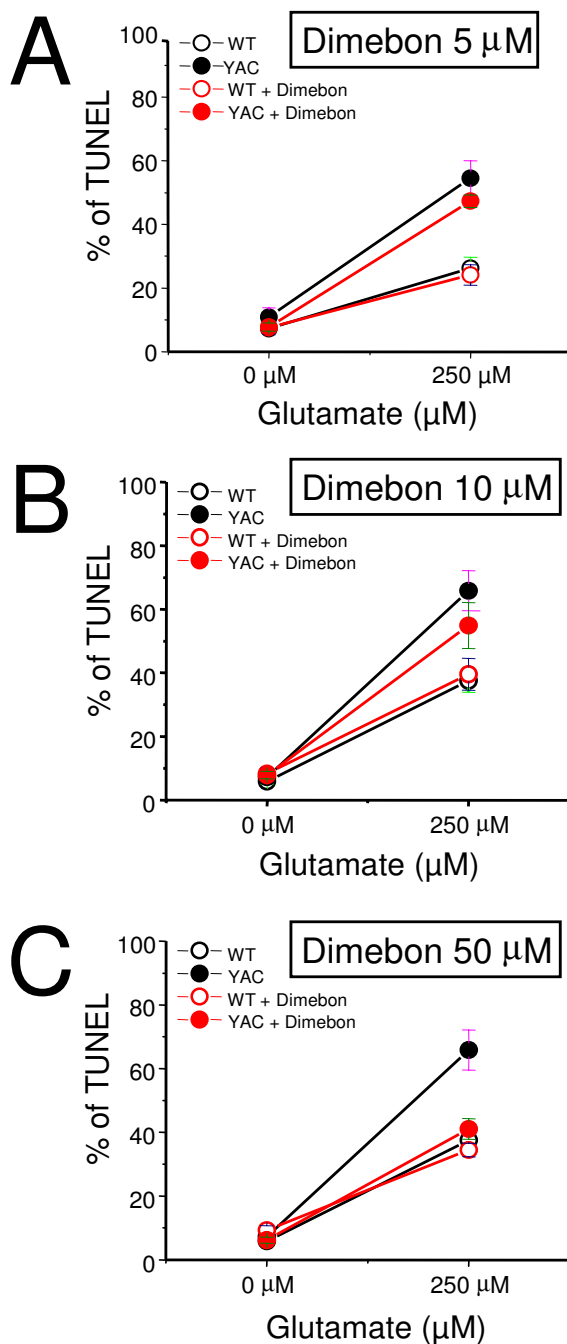 A
Dimebon 5 μM
WT
YAC
WT + Dimebon
YAC + Dimebon
100
80
60
40
20
0
% of TUNEL
0 μM
250 μM
Glutamate (μM)
B
Dimebon 10 μM
WT
YAC
WT + Dimebon
YAC + Dimebon
100
80
60
40
20
0
% of TUNEL
0 μM
250 μM
Glutamate (μM)
C
Dimebon 50 μM
WT
YAC
WT + Dimebon
YAC + Dimebon
100
80
60
40
20
0
% of TUNEL
0 μM
250 μM
Glutamate (μM)